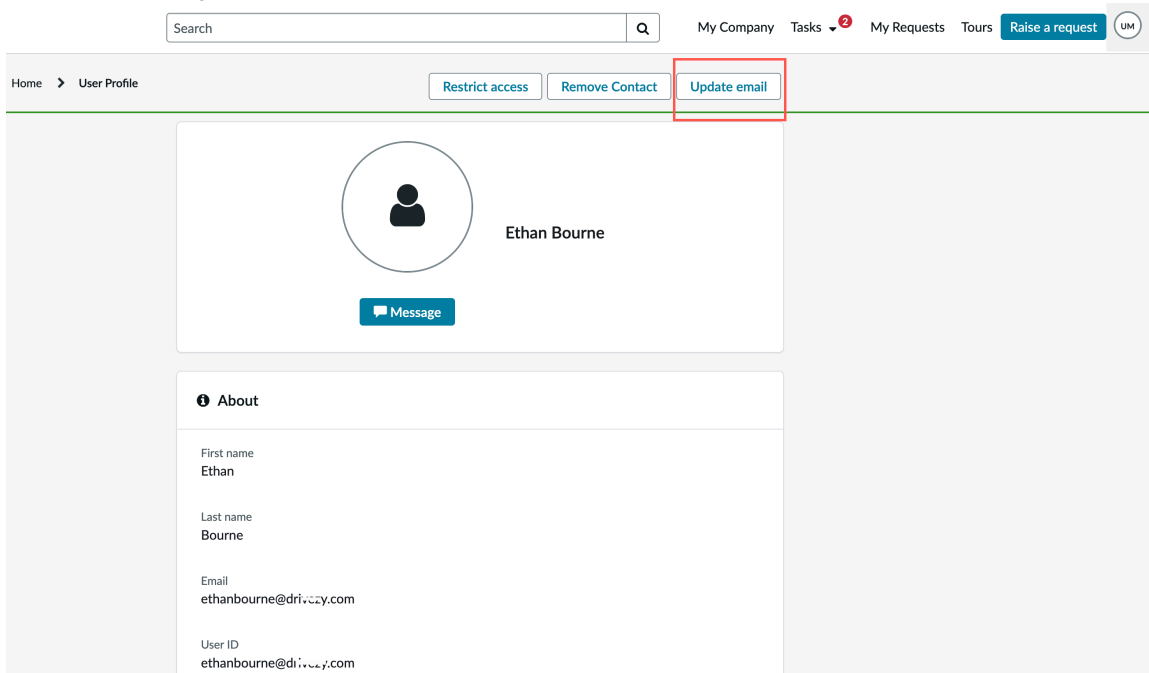 Search
My Company Tasks 2 My Requests Tours Raise a request UM
Home > User Profile
Restrict access Remove Contact Update email
Ethan Bourne
Message
About
First name
Ethan
Last name
Bourne
Email
User ID